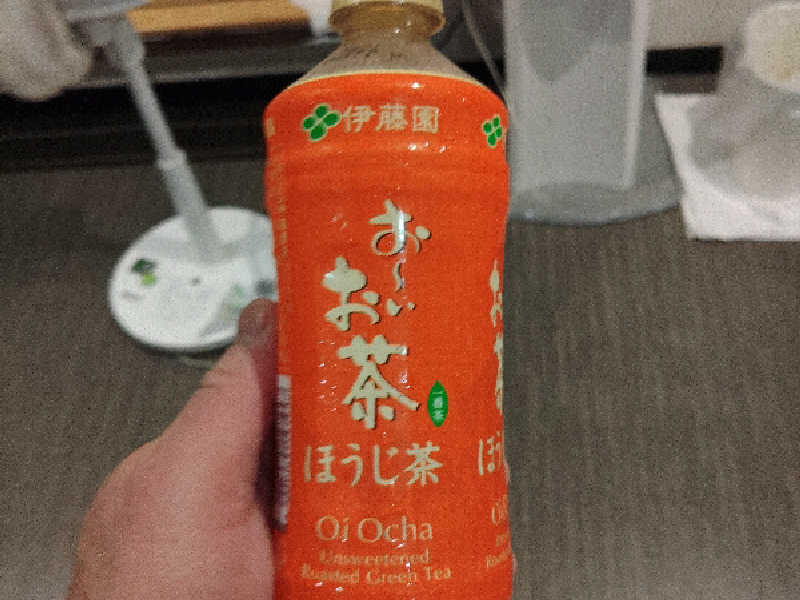 伊藤園
お〜い
お茶
一番茶
ほうじ茶
Oi Ocha
Unsweetened
Roasted Green Tea